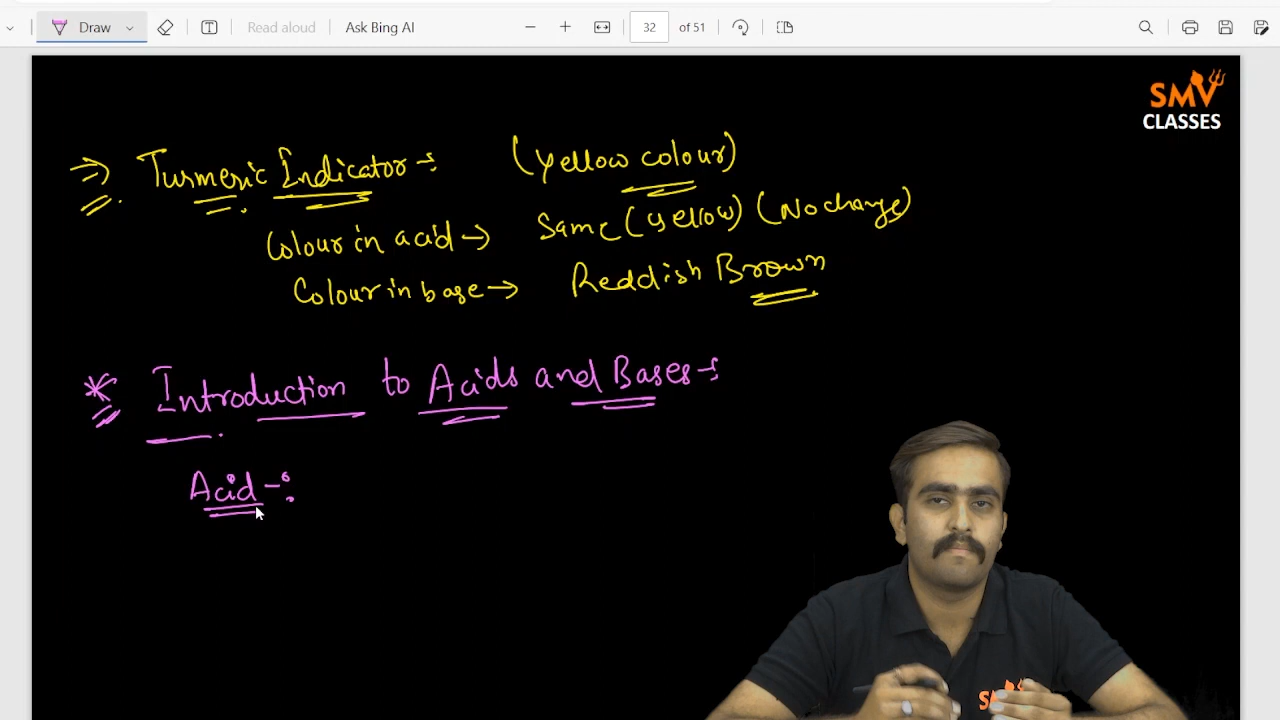 Draw
Read aloud
Ask Bing AI
32 of 51
SMV
CLASSES
⇒ Turmeric Indicator-: (Yellow colour)
Colour in acid → Same (Yellow) (No change)
Colour in base → Reddish Brown
* Introduction to Acids and Bases-:
Acid-: